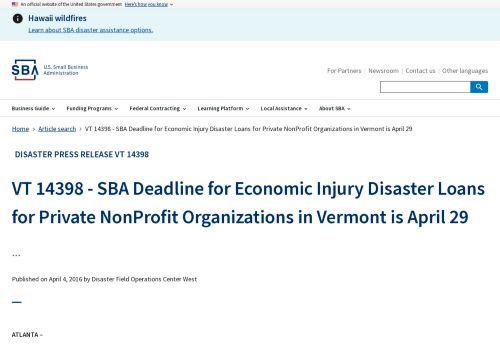 An official website of the United States government Here's how you know
Hawaii wildfires
Learn about SBA disaster assistance options.
SBA U.S. Small Business
Administration
For Partners Newsroom Contact us Other languages
Business Guide Funding Programs Federal Contracting Learning Platform Local Assistance About SBA
Home Article search VT 14398 - SBA Deadline for Economic Injury Disaster Loans for Private NonProfit Organizations in Vermont is April 29
DISASTER PRESS RELEASE VT 14398
VT 14398 - SBA Deadline for Economic Injury Disaster Loans
for Private NonProfit Organizations in Vermont is April 29
...
Published on April 4, 2016 by Disaster Field Operations Center West
ATLANTA –